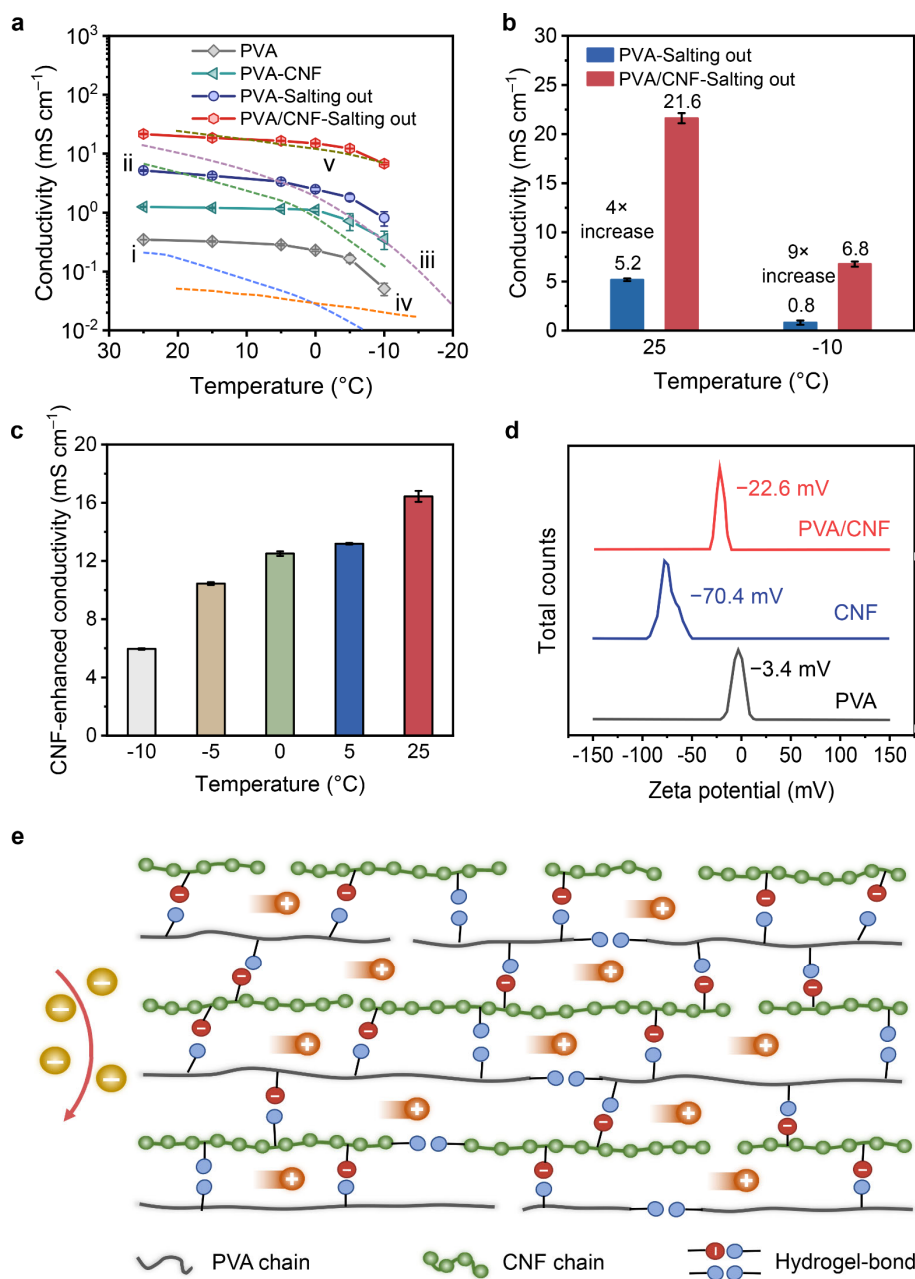 a
PVA
PVA-CNF
PVA-Salting out
PVA/CNF-Salting out
Conductivity (mS cm⁻¹)
10³
10²
10¹
10⁰
10⁻¹
10⁻²
i
ii
iii
iv
v
30 20 10 0 -10 -20
Temperature (°C)
b
PVA-Salting out
PVA/CNF-Salting out
Conductivity (mS cm⁻¹)
30
25
20
15
10
5
0
21.6
4×
increase
5.2
9×
increase
6.8
0.8
25 -10
Temperature (°C)
c
CNF-enhanced conductivity (mS cm⁻¹)
20
16
12
8
4
0
-10 -5 0 5 25
Temperature (°C)
d
Total counts
−22.6 mV
PVA/CNF
−70.4 mV
CNF
−3.4 mV
PVA
-150 -100 -50 0 50 100 150
Zeta potential (mV)
e
PVA chain
CNF chain
Hydrogel-bond